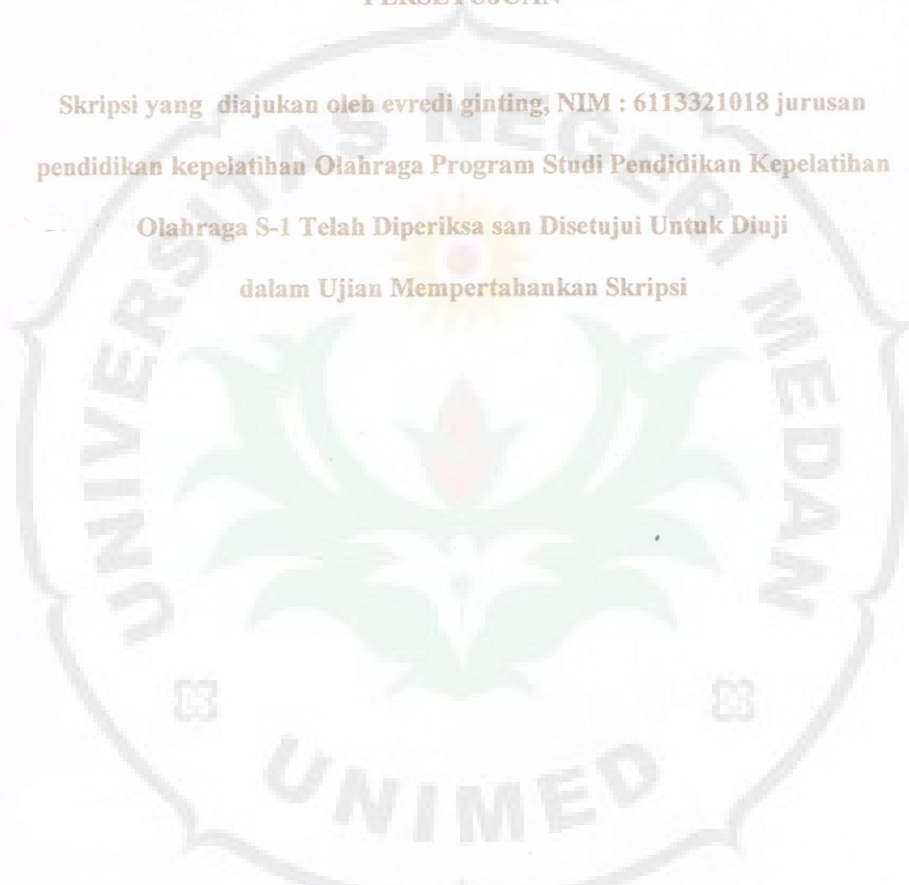 PERSETUJUAN
Skripsi yang diajukan oleh evredi ginting, NIM : 6113321018 jurusan
pendidikan kepelatihan Olahraga Program Studi Pendidikan Kepelatihan
Olahraga S-1 Telah Diperiksa san Disetujui Untuk Diuji
dalam Ujian Mempertahankan Skripsi
UNIVERSITAS NEGERI MEDAN
UNIMED